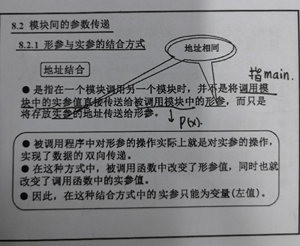 8.2 模块间的参数传递
8.2.1 形参与实参的结合方式
地址相同
地址结合
指main.
● 是指在一个模块调用另一个模块时，并不是将调用模
块中的实参值直接传送给被调用模块中的形参，而只是
将存放实参的地址传送给形参。
P(x).
● 被调用程序中对形参的操作实际上就是对实参的操作，
实现了数据的双向传递。
● 在这种方式中，被调用函数中改变了形参值，同时也就
改变了调用函数中的实参值。
● 因此，在这种结合方式中的实参只能为变量(左值)。